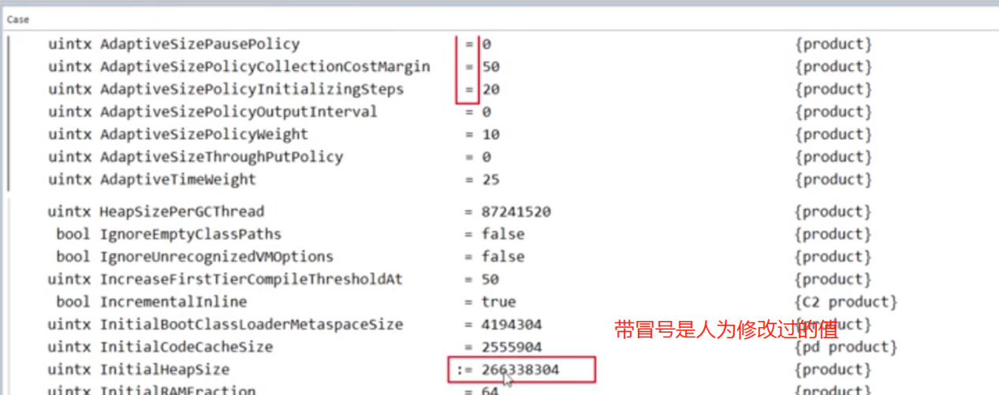 Case
uintx AdaptiveSizePausePolicy = 0 {product}
uintx AdaptiveSizePolicyCollectionCostMargin = 50 {product}
uintx AdaptiveSizePolicyInitializingSteps = 20 {product}
uintx AdaptiveSizePolicyOutputInterval = 0 {product}
uintx AdaptiveSizePolicyWeight = 10 {product}
uintx AdaptiveSizeThroughPutPolicy = 0 {product}
uintx AdaptiveTimeWeight = 25 {product}
uintx HeapSizePerGCThread = 87241520 {product}
bool IgnoreEmptyClassPaths = false {product}
bool IgnoreUnrecognizedVMOptions = false {product}
uintx IncreaseFirstTierCompileThresholdAt = 50 {product}
bool IncrementalInline = true {C2 product}
uintx InitialBootClassLoaderMetaspaceSize = 4194304 {product}
带冒号是人为修改过的值
uintx InitialCodeCacheSize = 2555904 {pd product}
uintx InitialHeapSize := 266338304 {product}
uintx InitialRAMFraction = 64 {product}